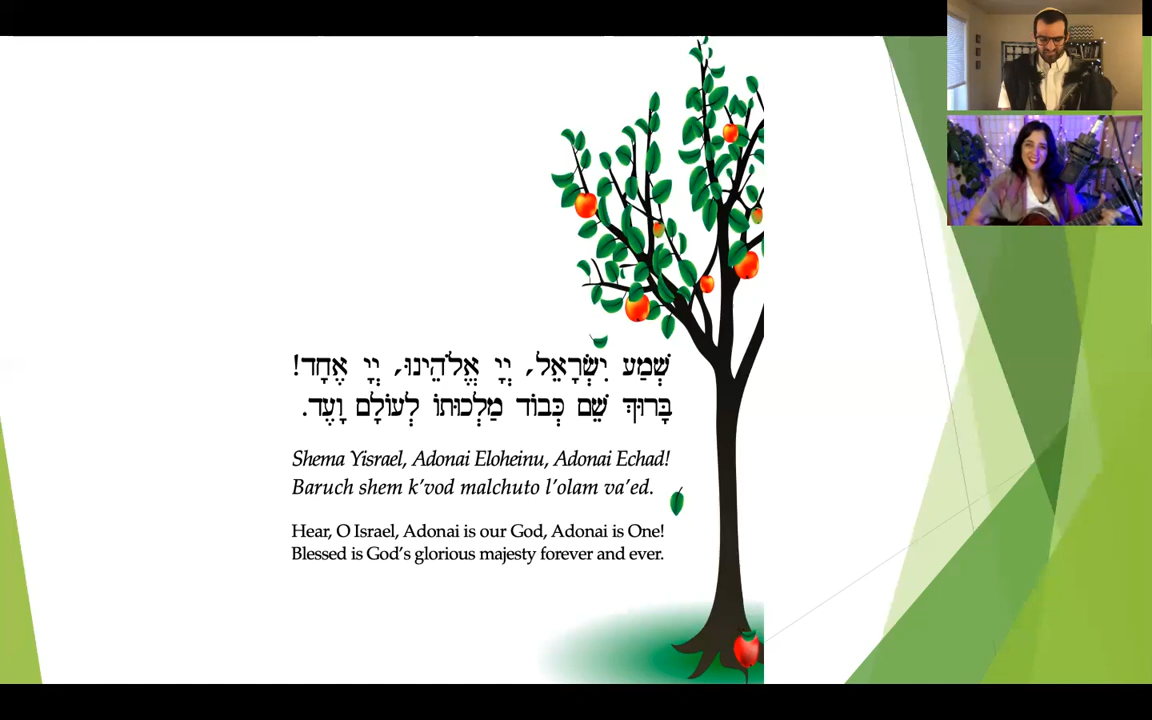 שְׁמַע יִשְׂרָאֵל, יְיָ אֱלֹהֵינוּ, יְיָ אֶחָד!
בָּרוּךְ שֵׁם כְּבוֹד מַלְכוּתוֹ לְעוֹלָם וָעֶד.
Shema Yisrael, Adonai Eloheinu, Adonai Echad!
Baruch shem k’vod malchuto l’olam va’ed.
Hear, O Israel, Adonai is our God, Adonai is One!
Blessed is God’s glorious majesty forever and ever.